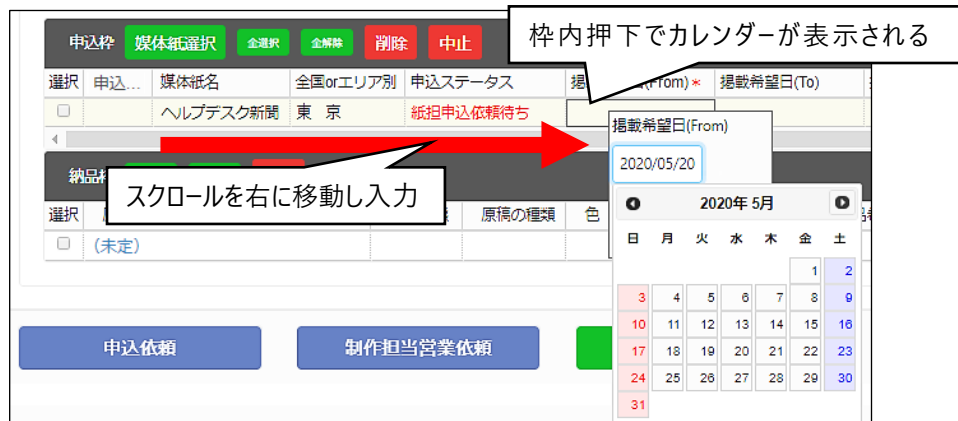 枠内押下でカレンダーが表示される
申込枠 媒体紙選択 全選択 全解除 削除 中止
選択 申込... 媒体紙名 全国orエリア別 申込ステータス 掲 (From)* 掲載希望日(To)
ヘルプデスク新聞 東 京 紙担申込依頼待ち
掲載希望日(From)
2020/05/20
スクロールを右に移動し入力
納品
選択 原稿の種類 色
(未定)
2020年 5月
日 月 火 水 木 金 土
1 2
3 4 5 6 7 8 9
10 11 12 13 14 15 16
17 18 19 20 21 22 23
24 25 26 27 28 29 30
31
申込依頼 制作担当営業依頼